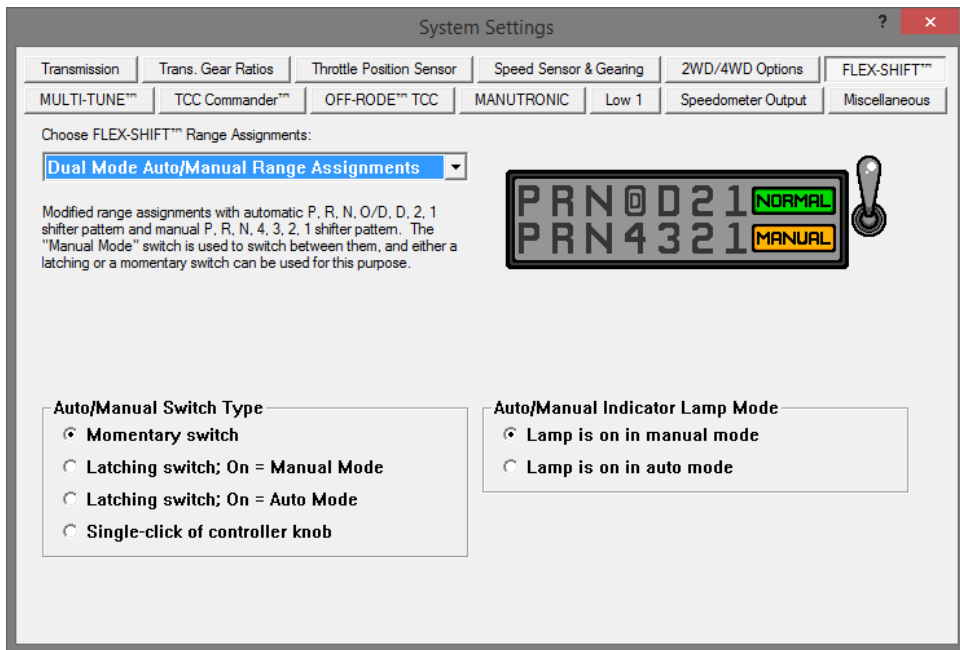 System Settings
? ×
Transmission Trans. Gear Ratios Throttle Position Sensor Speed Sensor & Gearing 2WD/4WD Options FLEX-SHIFT™
MULTI-TUNE™ TCC Commander™ OFF-RODE™ TCC MANUTRONIC Low 1 Speedometer Output Miscellaneous
Choose FLEX-SHIFT™ Range Assignments:
Dual Mode Auto/Manual Range Assignments
Modified range assignments with automatic P, R, N, O/D, D, 2, 1
shifter pattern and manual P, R, N, 4, 3, 2, 1 shifter pattern. The
"Manual Mode" switch is used to switch between them, and either a
latching or a momentary switch can be used for this purpose.
P R N D D 2 1 NORMAL
P R N 4 3 2 1 MANUAL
Auto/Manual Switch Type
Momentary switch
Latching switch; On = Manual Mode
Latching switch; On = Auto Mode
Single-click of controller knob
Auto/Manual Indicator Lamp Mode
Lamp is on in manual mode
Lamp is on in auto mode